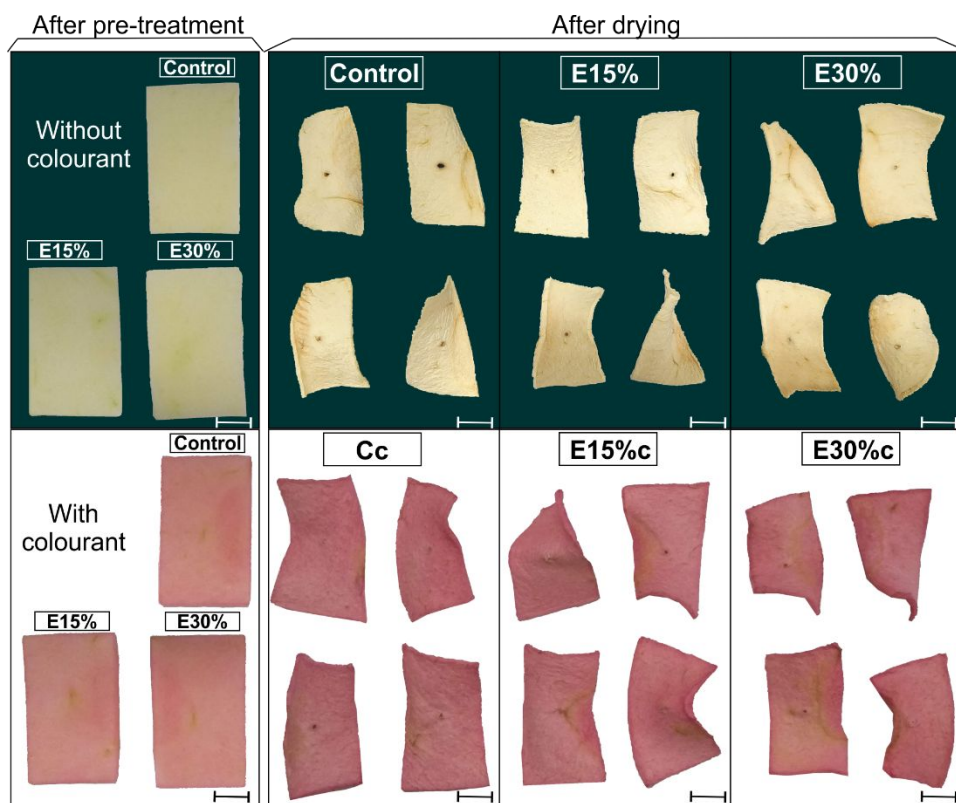 After pre-treatment
After drying
Control
Without
colourant
E15%
E30%
Control
E15%
E30%
Control
With
colourant
E15%
E30%
Cc
E15%c
E30%c